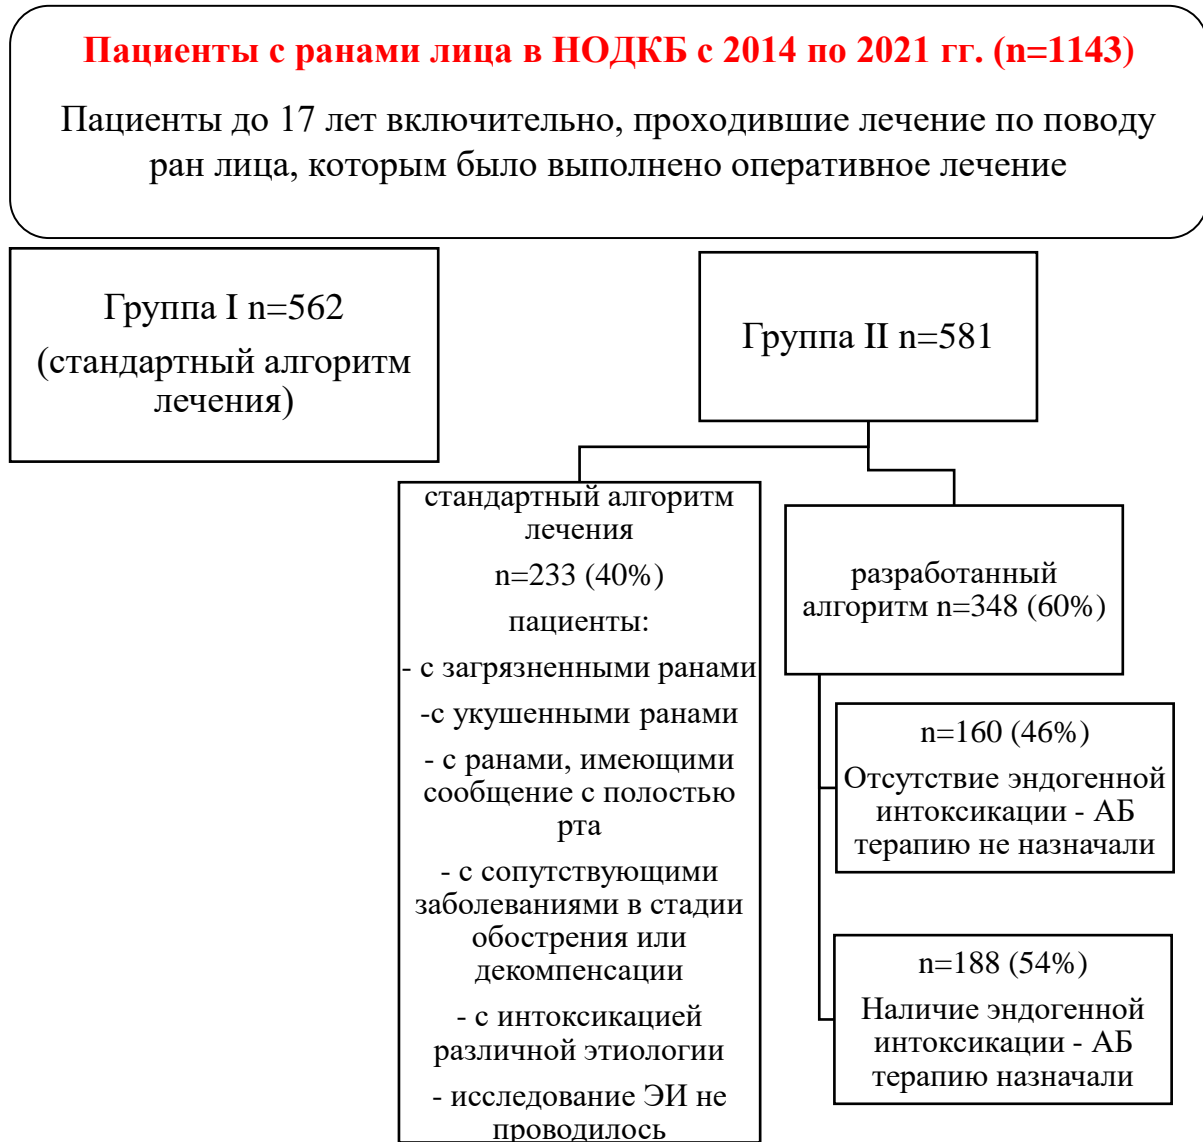 Пациенты с ранами лица в НОДКБ с 2014 по 2021 гг. (n=1143)
Пациенты до 17 лет включительно, проходившие лечение по поводу
ран лица, которым было выполнено оперативное лечение
Группа I n=562
(стандартный алгоритм
лечения)
Группа II n=581
стандартный алгоритм
лечения
n=233 (40%)
пациенты:
- с загрязненными ранами
-с укушенными ранами
- с ранами, имеющими
сообщение с полостью
рта
- с сопутствующими
заболеваниями в стадии
обострения или
декомпенсации
- с интоксикацией
различной этиологии
- исследование ЭИ не
проводилось
разработанный
алгоритм n=348 (60%)
n=160 (46%)
Отсутствие эндогенной
интоксикации - АБ
терапию не назначали
n=188 (54%)
Наличие эндогенной
интоксикации - АБ
терапию назначали